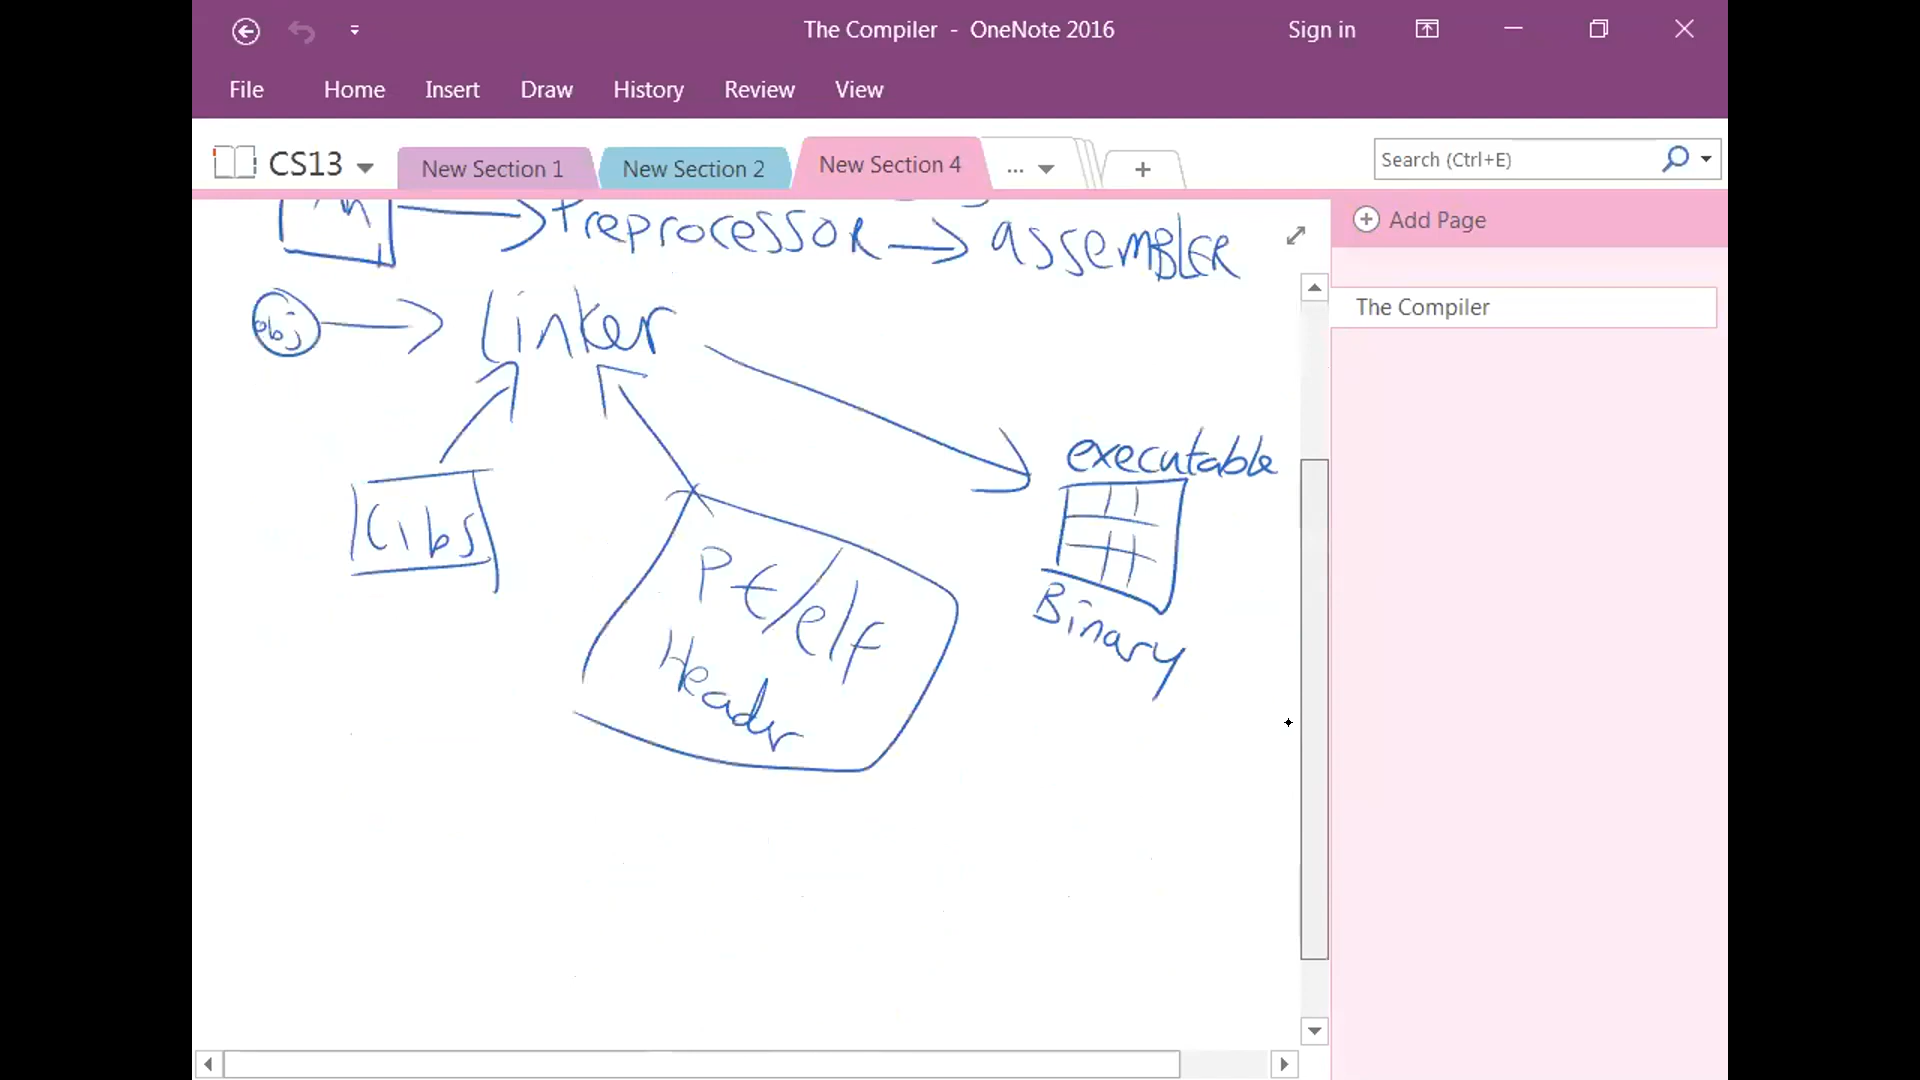 The Compiler - OneNote 2016
Sign in
File Home Insert Draw History Review View
CS13
New Section 1
New Section 2
New Section 4
...
Search (Ctrl+E)
Add Page
The Compiler
Preprocessor → assemBLER
obj → Linker
executable
Libs
PE/elf
Header
Binary